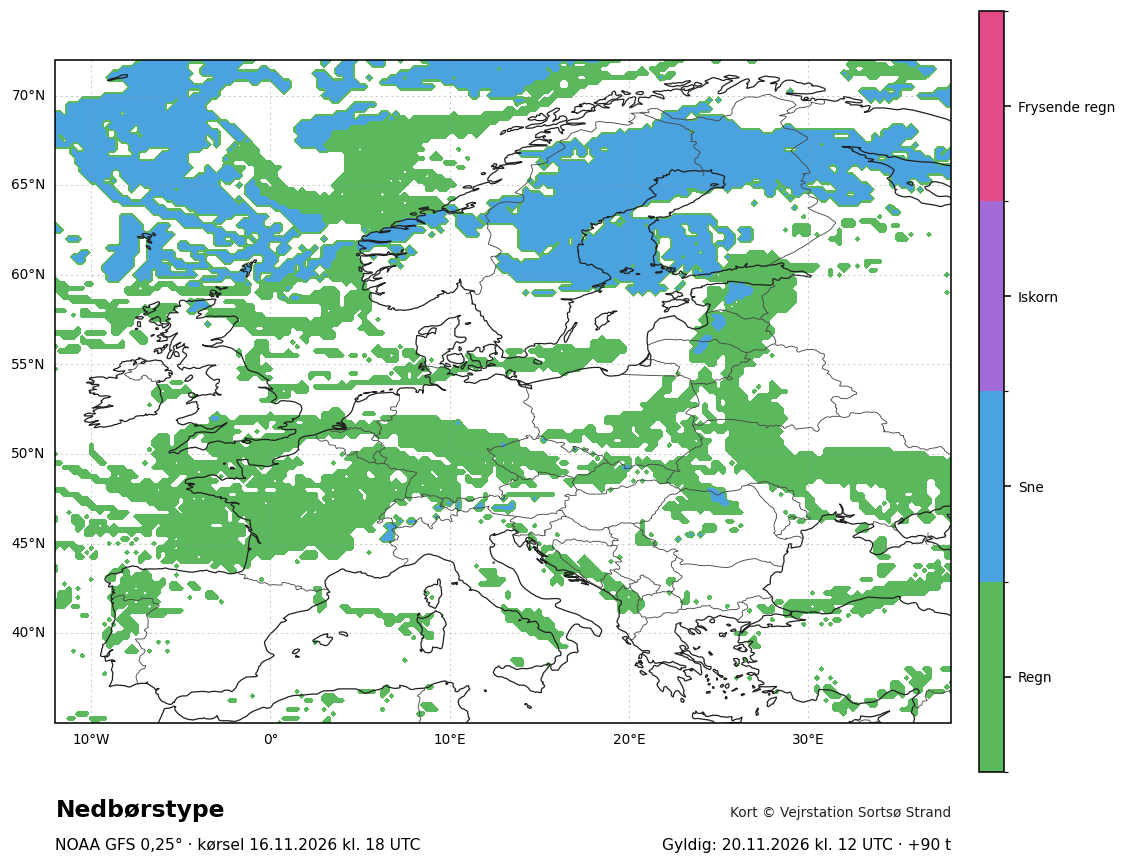 70°N
65°N
60°N
55°N
50°N
45°N
40°N
10°W
0°
10°E
20°E
30°E
Frysende regn
Iskorn
Sne
Regn
Nedbørstype
Kort © Vejrstation Sortsø Strand
NOAA GFS 0,25° · kørsel 16.11.2026 kl. 18 UTC
Gyldig: 20.11.2026 kl. 12 UTC · +90 t